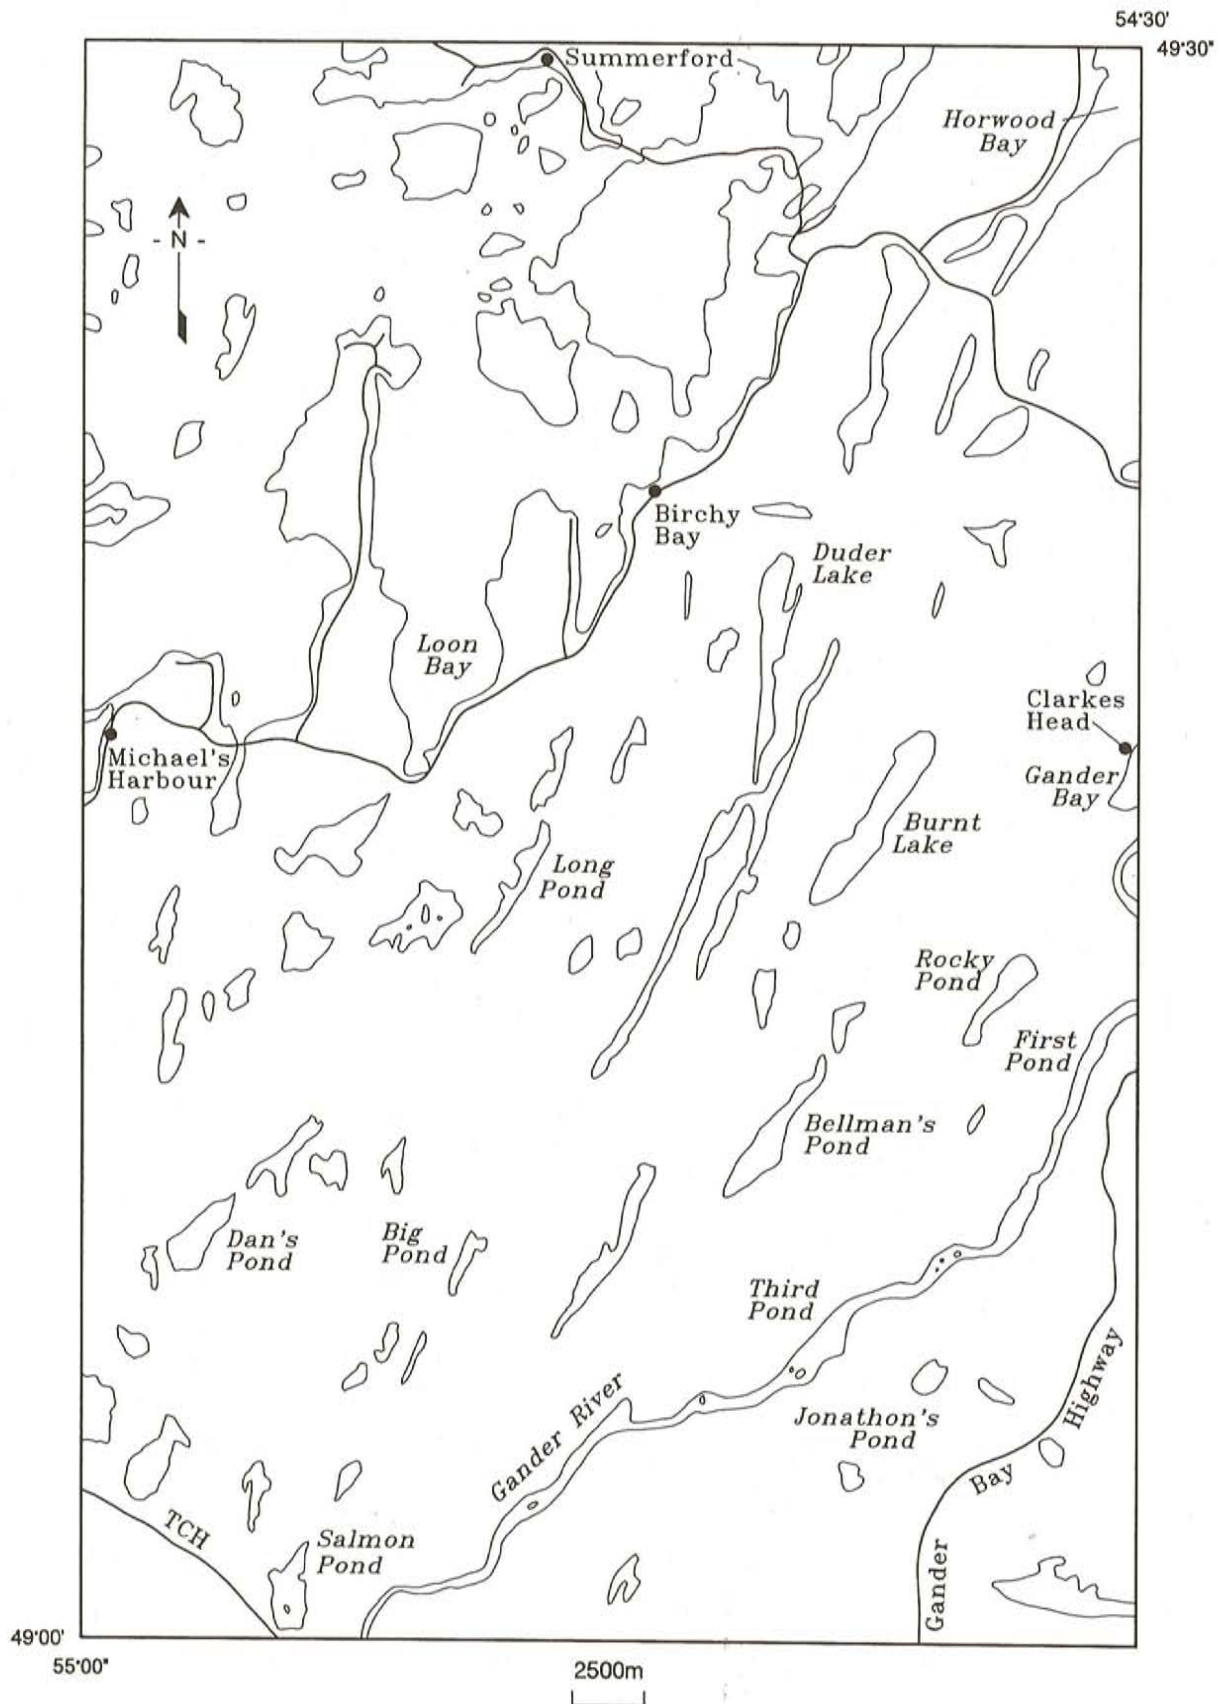 54°30'
49°30"
Summerford
Horwood
Bay
- N -
Birchy
Bay
Duder
Lake
Loon
Bay
Clarkes
Head
Michael's
Harbour
Gander
Bay
Burnt
Lake
Long
Pond
Rocky
Pond
First
Pond
Bellman's
Pond
Dan's
Pond
Big
Pond
Third
Pond
Gander River
Highway
Jonathon's
Pond
Bay
TCH
Salmon
Pond
Gander
49°00'
55°00"
2500m